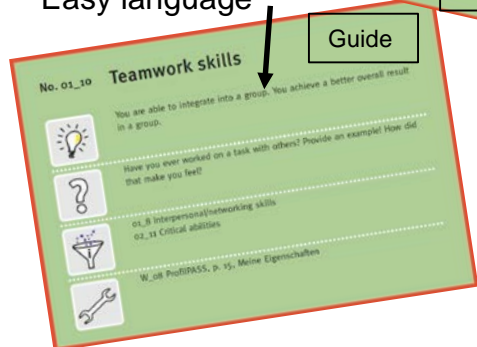 Easy language
Guide
No. 01_10 Teamwork skills
You are able to integrate into a group. You achieve a better overall result
in a group.
Have you ever worked on a task with others? Provide an example! How did
that make you feel?
01_8 Interpersonal/networking skills
02_11 Critical abilities
W_08 ProfilPASS, p. 15, Meine Eigenschaften